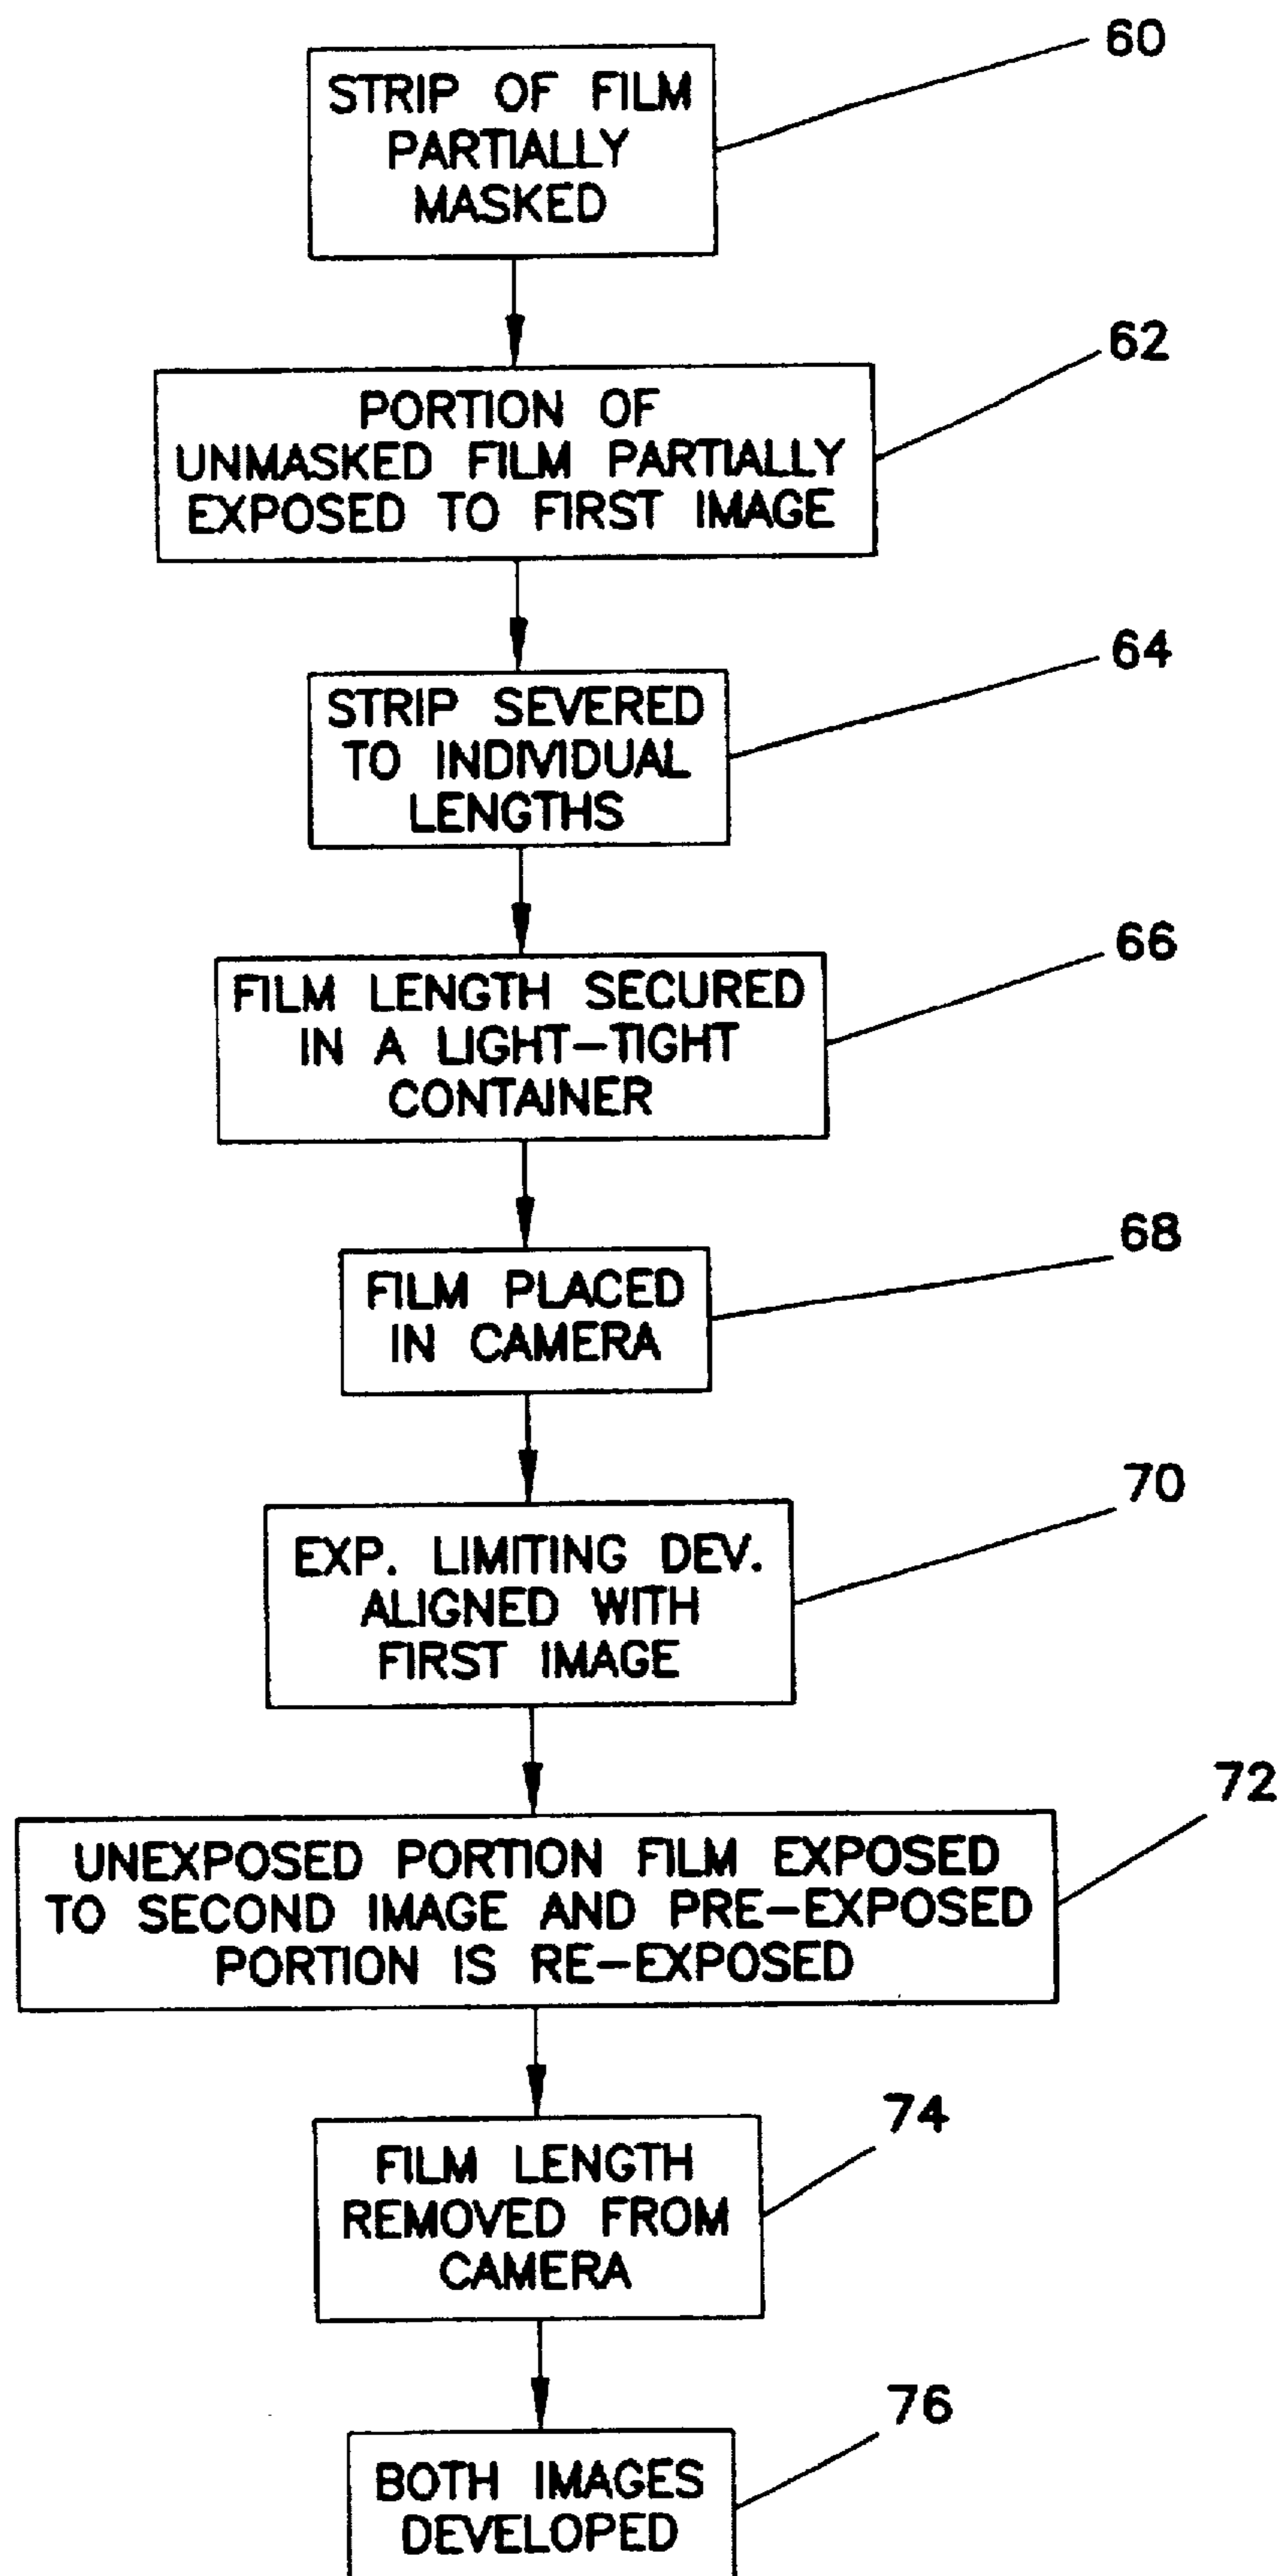 60
STRIP OF FILM
PARTIALLY
MASKED
62
PORTION OF
UNMASKED FILM PARTIALLY
EXPOSED TO FIRST IMAGE
64
STRIP SEVERED
TO INDIVIDUAL
LENGTHS
66
FILM LENGTH SECURED
IN A LIGHT-TIGHT
CONTAINER
68
FILM PLACED
IN CAMERA
70
EXP. LIMITING DEV.
ALIGNED WITH
FIRST IMAGE
72
UNEXPOSED PORTION FILM EXPOSED
TO SECOND IMAGE AND PRE-EXPOSED
PORTION IS RE-EXPOSED
74
FILM LENGTH
REMOVED FROM
CAMERA
76
BOTH IMAGES
DEVELOPED